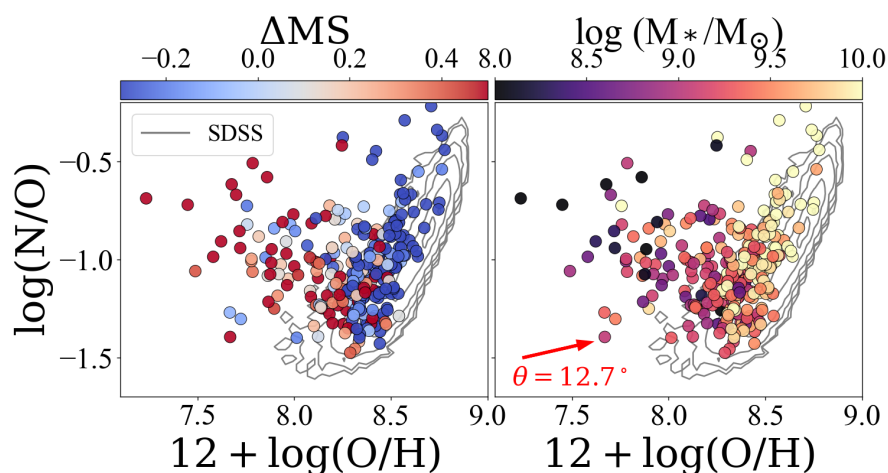 ΔMS
−0.2 0.0 0.2 0.4
log (M∗/M⊙)
8.0 8.5 9.0 9.5 10.0
SDSS
log(N/O)
−0.5
−1.0
−1.5
θ = 12.7°
7.5 8.0 8.5 9.0
7.5 8.0 8.5 9.0
12 + log(O/H)
12 + log(O/H)